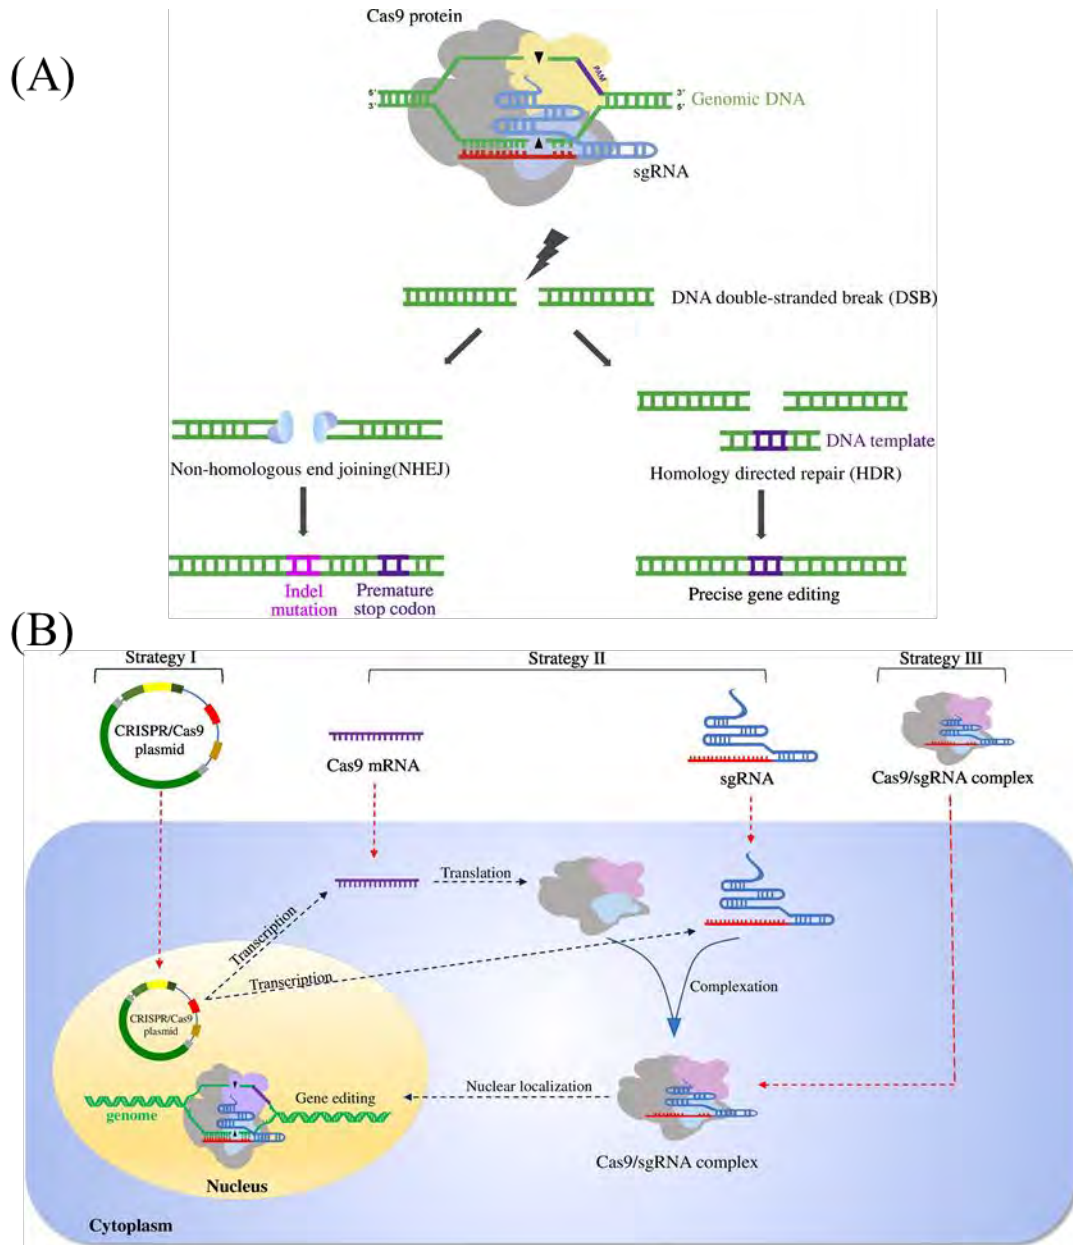 (A)
Cas9 protein
PAM
5'
3'
3'
5'
Genomic DNA
sgRNA
DNA double-stranded break (DSB)
DNA template
Non-homologous end joining(NHEJ)
Homology directed repair (HDR)
Indel
mutation
Premature
stop codon
Precise gene editing
(B)
Strategy I
Strategy II
Strategy III
CRISPR/Cas9
plasmid
Cas9 mRNA
sgRNA
Cas9/sgRNA complex
Translation
Transcription
Transcription
Complexation
CRISPR/Cas9
plasmid
Nuclear localization
Gene editing
genome
Cas9/sgRNA complex
Nucleus
Cytoplasm